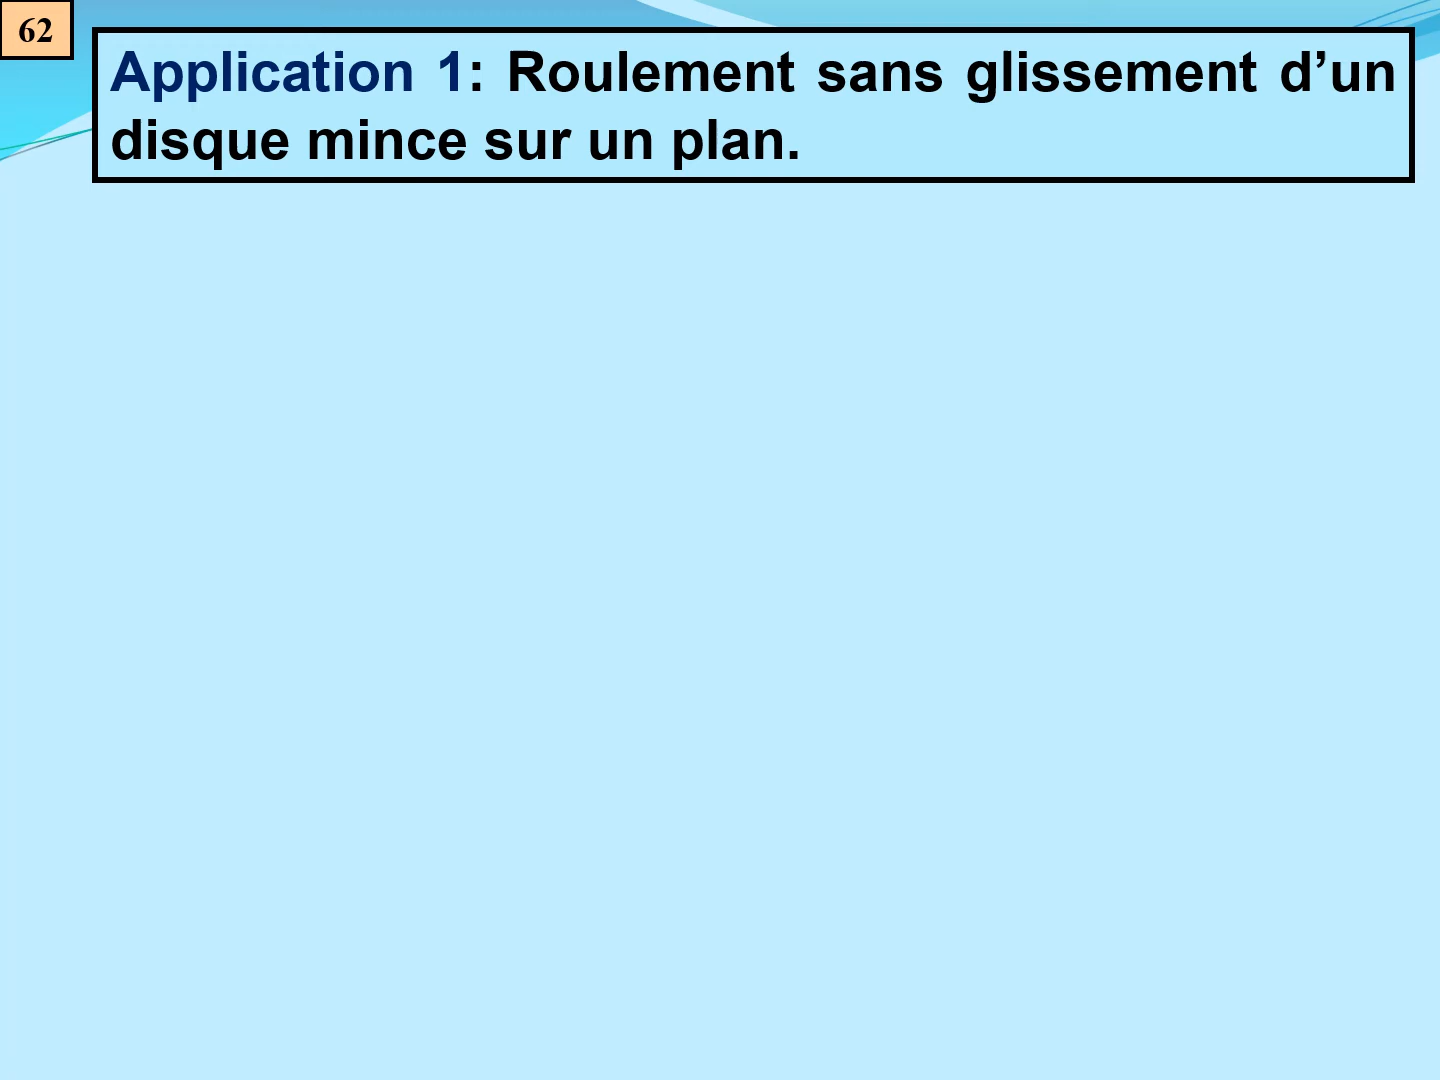 62
Application 1: Roulement sans glissement d’un
disque mince sur un plan.